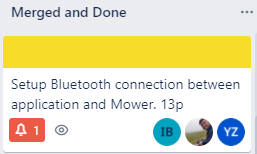 Merged and Done
Setup Bluetooth connection between
application and Mower. 13p
1
IB
YZ